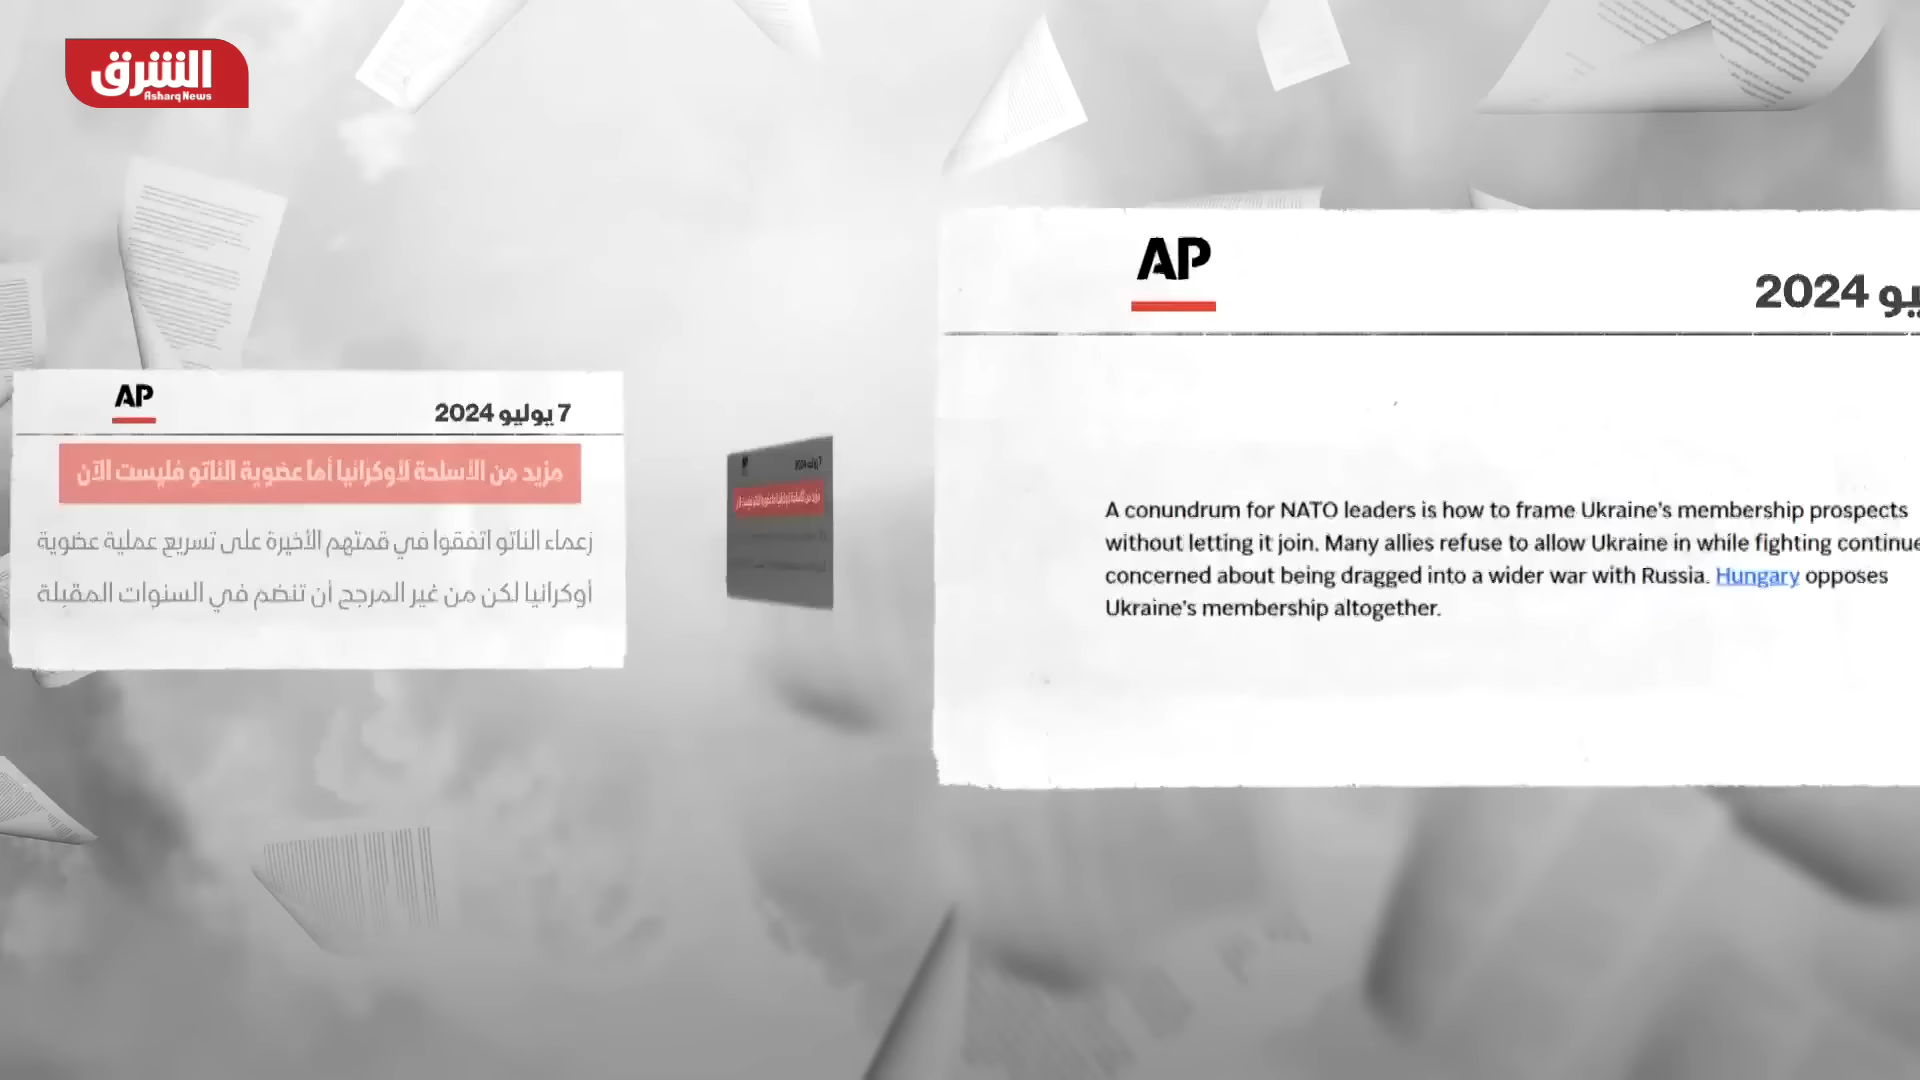 الشرق
Asharq News
AP
7 يوليو 2024
مزيد من الأسلحة لأوكرانيا أما عضوية الناتو فليست الآن
زعماء الناتو اتفقوا في قمتهم الأخيرة على تسريع عملية عضوية
أوكرانيا لكن من غير المرجح أن تنضم في السنوات المقبلة
AP
2024
A conundrum for NATO leaders is how to frame Ukraine's membership prospects
without letting it join. Many allies refuse to allow Ukraine in while fighting continue
concerned about being dragged into a wider war with Russia. Hungary opposes
Ukraine's membership altogether.